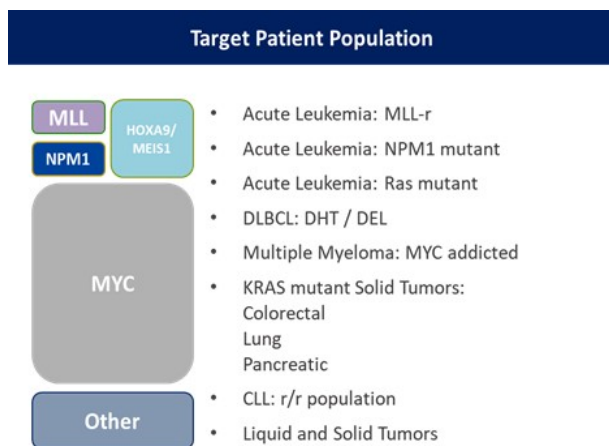 Target Patient Population
MLL
HOXA9/
MEIS1
NPM1
MYC
Other
• Acute Leukemia: MLL-r
• Acute Leukemia: NPM1 mutant
• Acute Leukemia: Ras mutant
• DLBCL: DHT / DEL
• Multiple Myeloma: MYC addicted
• KRAS mutant Solid Tumors:
Colorectal
Lung
Pancreatic
• CLL: r/r population
• Liquid and Solid Tumors